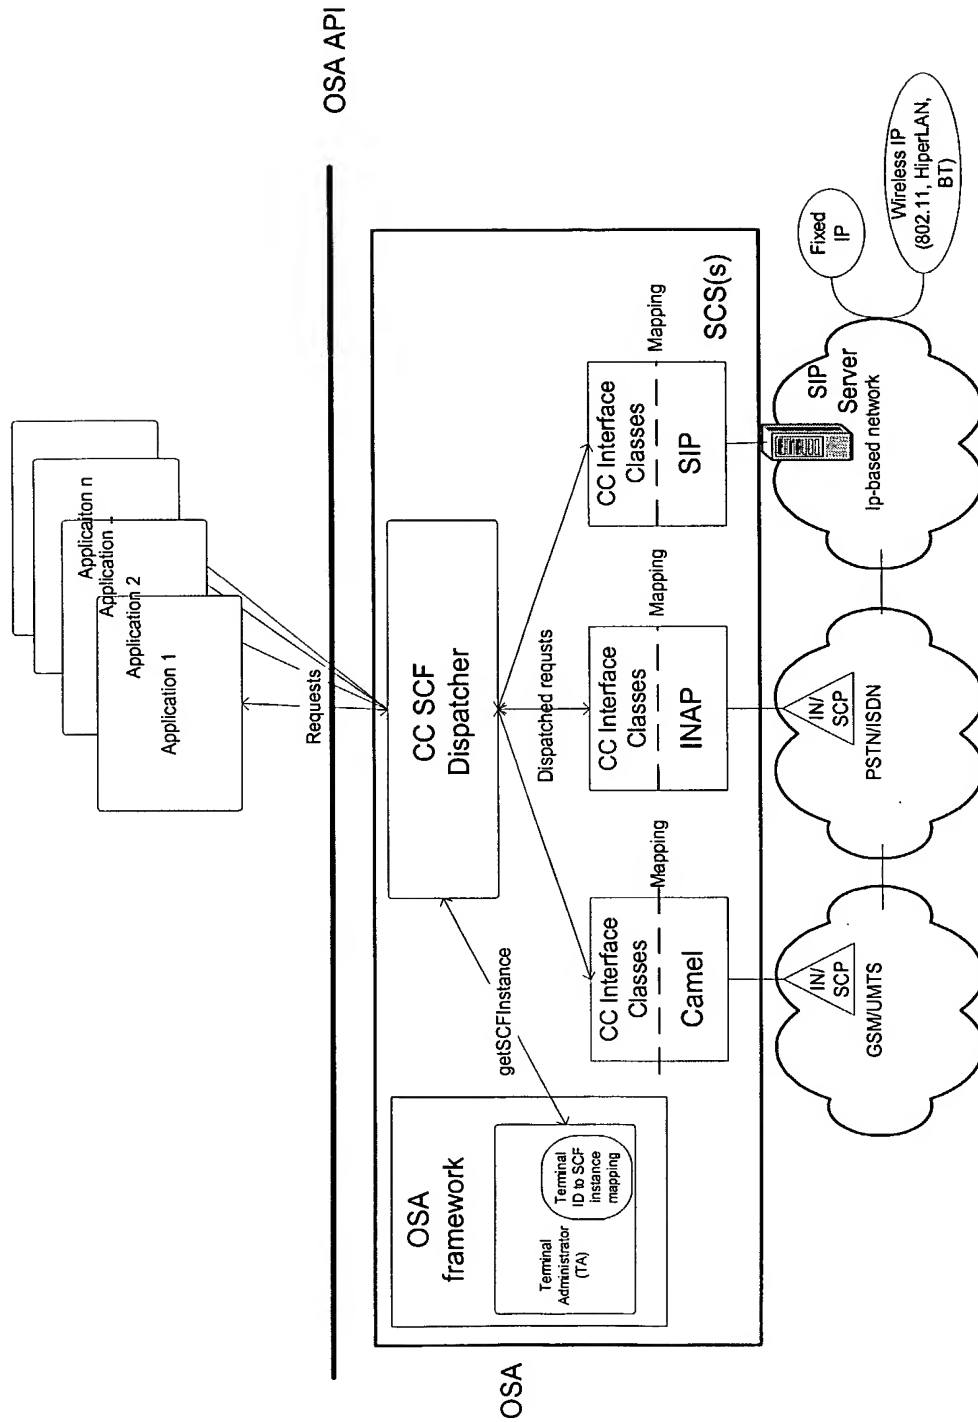 Applicaiton n
Application ..
Application 2
Application 1
OSA API
Requests
OSA
OSA
framework
Terminal
Administrator
(TA)
Terminal
ID to SCF
instance
mapping
getSCFInstance
CC SCF
Dispatcher
Dispatched requsts
CC Interface
Classes
Mapping
Camel
CC Interface
Classes
Mapping
INAP
CC Interface
Classes
Mapping
SIP
SCS(s)
IN/
SCP
GSM/UMTS
IN/
SCP
PSTN/ISDN
SIP
Server
Ip-based network
Fixed
IP
Wireless IP
(802.11, HiperLAN,
BT)